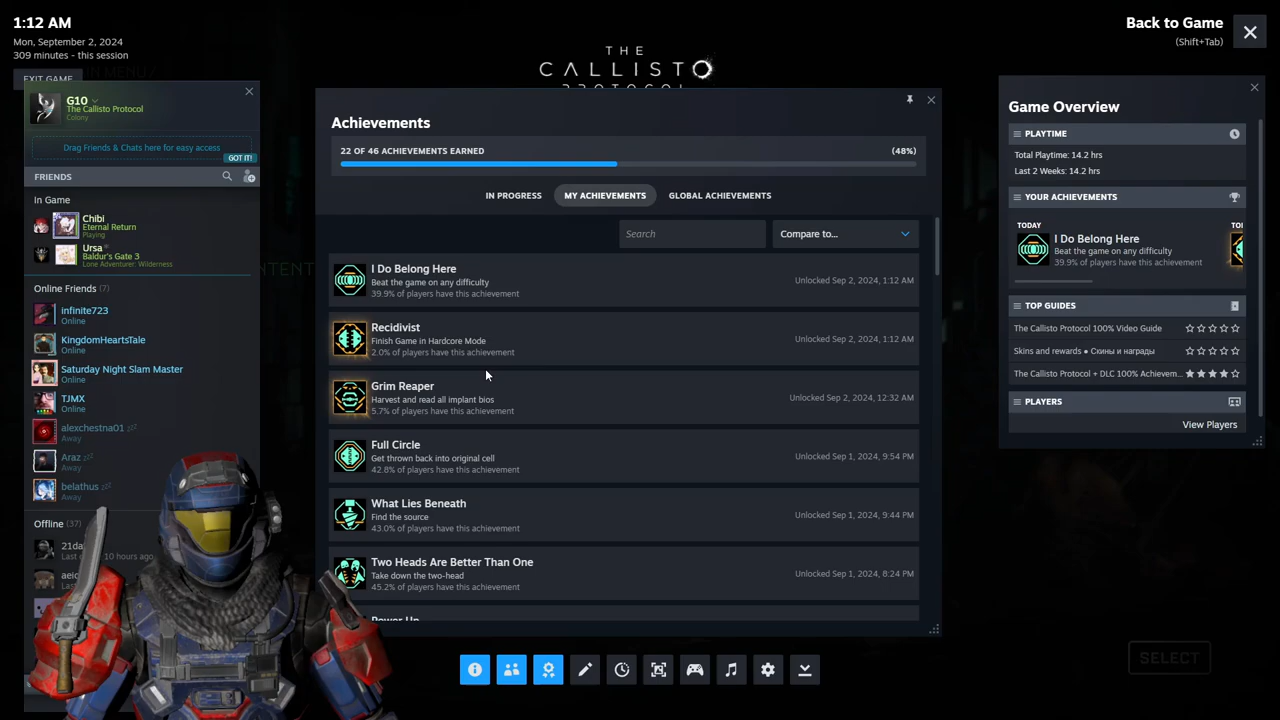 1:12 AM
Mon, September 2, 2024
309 minutes - this session
EXIT GAME
Back to Game
(Shift+Tab)
THE
CALLISTO
PROTOCOL
G10
The Callisto Protocol
Colony
Drag Friends & Chats here for easy access
GOT IT!
FRIENDS
In Game
Chibi
Eternal Return
Playing
Ursa
Baldur's Gate 3
Lone Adventurer: Wilderness
Online Friends (7)
infinite723
Online
KingdomHeartsTale
Online
Saturday Night Slam Master
Online
TJMX
Online
alexchestna01
Away
Araz
Away
belathus
Away
Offline (37)
21da
10 hours ago
Achievements
22 OF 46 ACHIEVEMENTS EARNED
(48%)
IN PROGRESS
MY ACHIEVEMENTS
GLOBAL ACHIEVEMENTS
Search
Compare to...
I Do Belong Here
Beat the game on any difficulty
39.9% of players have this achievement
Unlocked Sep 2, 2024, 1:12 AM
Recidivist
Finish Game in Hardcore Mode
2.0% of players have this achievement
Unlocked Sep 2, 2024, 1:12 AM
Grim Reaper
Harvest and read all implant bios
5.7% of players have this achievement
Unlocked Sep 2, 2024, 12:32 AM
Full Circle
Get thrown back into original cell
42.8% of players have this achievement
Unlocked Sep 1, 2024, 9:54 PM
What Lies Beneath
Find the source
43.0% of players have this achievement
Unlocked Sep 1, 2024, 9:44 PM
Two Heads Are Better Than One
Take down the two-head
45.2% of players have this achievement
Unlocked Sep 1, 2024, 8:24 PM
Power Up
Game Overview
PLAYTIME
Total Playtime: 14.2 hrs
Last 2 Weeks: 14.2 hrs
YOUR ACHIEVEMENTS
TODAY
I Do Belong Here
Beat the game on any difficulty
39.9% of players have this achievement
TOP GUIDES
The Callisto Protocol 100% Video Guide
Skins and rewards ● Скины и награды
The Callisto Protocol + DLC 100% Achievem...
PLAYERS
View Players
SELECT